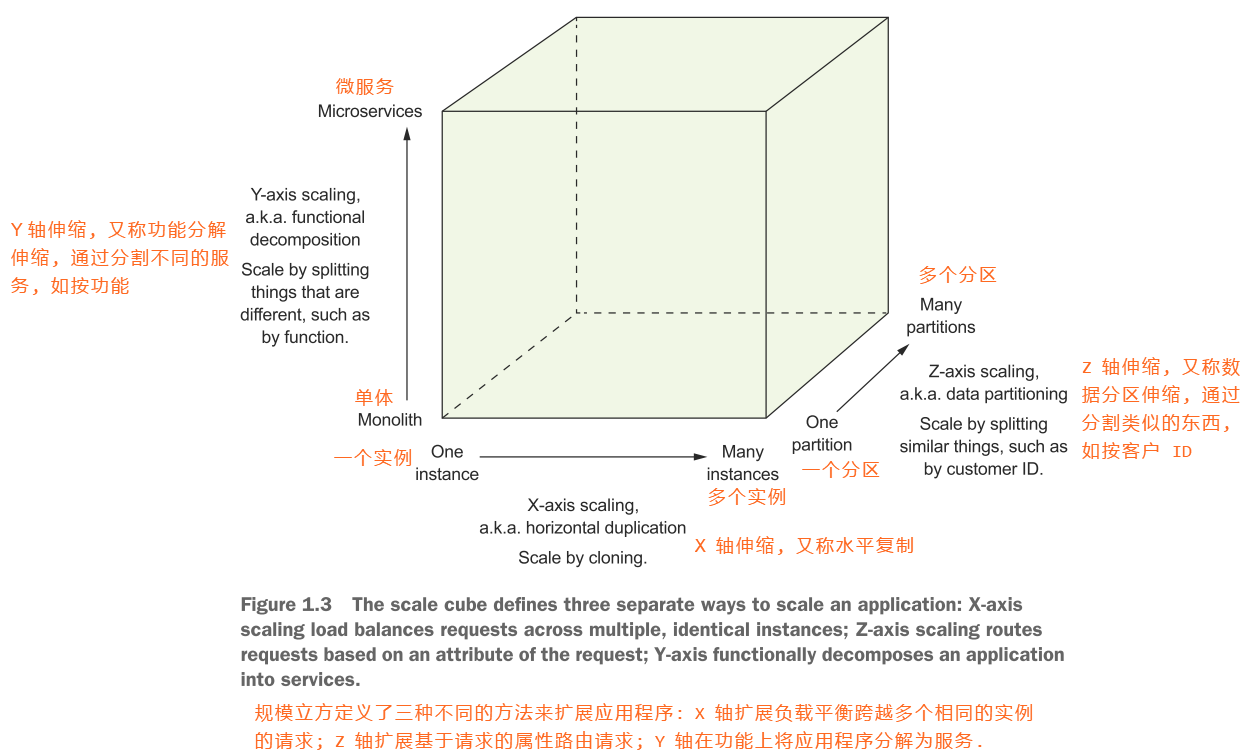 微服务
Microservices
Y-axis scaling,
a.k.a. functional
decomposition
Scale by splitting
things that are
different, such as
by function.
Y 轴伸缩，又称功能分解
伸缩，通过分割不同的服
务，如按功能
单体
Monolith
一个实例
One
instance
Many
instances
多个实例
X-axis scaling,
a.k.a. horizontal duplication
Scale by cloning.
X 轴伸缩，又称水平复制
One
partition
一个分区
多个分区
Many
partitions
Z-axis scaling,
a.k.a. data partitioning
Scale by splitting
similar things, such as
by customer ID.
Z 轴伸缩，又称数
据分区伸缩，通过
分割类似的东西，
如按客户 ID
Figure 1.3 The scale cube defines three separate ways to scale an application: X-axis
scaling load balances requests across multiple, identical instances; Z-axis scaling routes
requests based on an attribute of the request; Y-axis functionally decomposes an application
into services.
规模立方定义了三种不同的方法来扩展应用程序：X 轴扩展负载平衡跨越多个相同的实例
的请求；Z 轴扩展基于请求的属性路由请求；Y 轴在功能上将应用程序分解为服务.